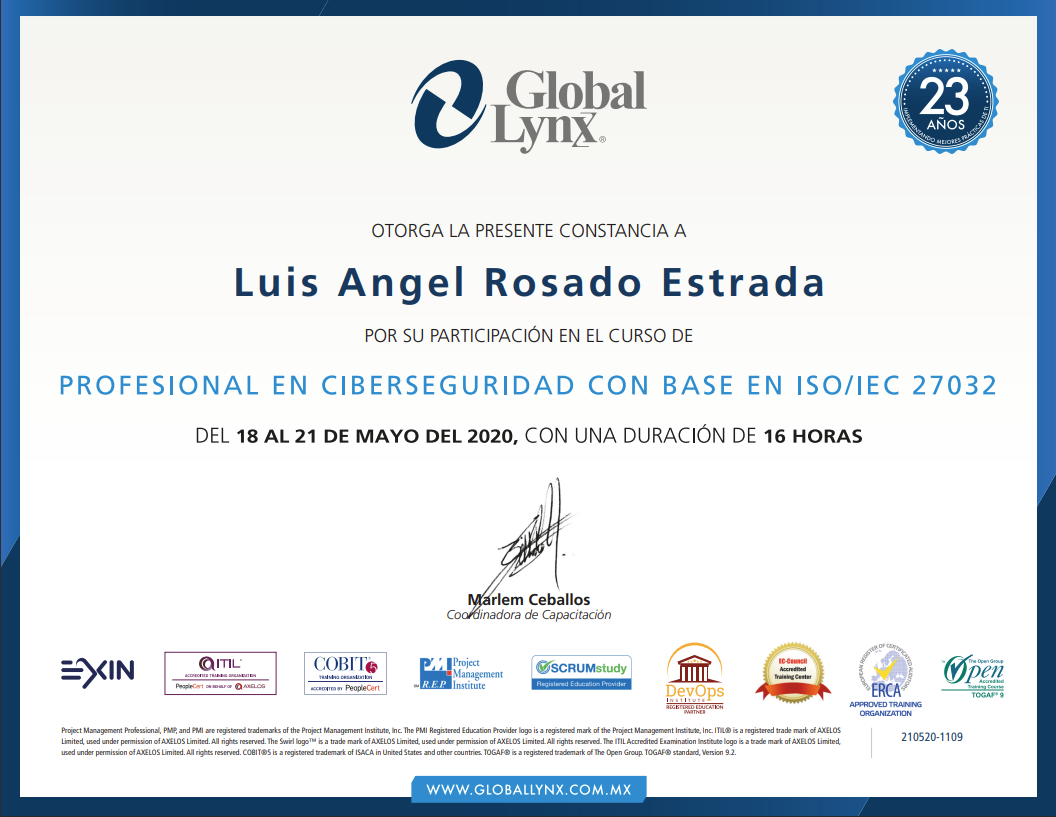 Global
Lynx®
23
AÑOS
IMPLEMENTANDO MEJORES PRÁCTICAS DE TI
OTORGA LA PRESENTE CONSTANCIA A
Luis Angel Rosado Estrada
POR SU PARTICIPACIÓN EN EL CURSO DE
PROFESIONAL EN CIBERSEGURIDAD CON BASE EN ISO/IEC 27032
DEL 18 AL 21 DE MAYO DEL 2020, CON UNA DURACIÓN DE 16 HORAS
Marlem Ceballos
Coordinadora de Capacitación
EXIN
ITIL®
ACCREDITED TRAINING ORGANIZATION
PeopleCert ON BEHALF OF AXELOS
COBIT®
TRAINING ORGANIZATION
ACCREDITED BY PeopleCert
PMI
R.E.P.
Project
Management
Institute
SCRUMstudy
Registered Education Provider
DevOps
INSTITUTE
REGISTERED EDUCATION
PARTNER
EC-Council
Accredited
Training Center
EUROPEAN REGISTER OF CERTIFICATED AUDITORS
ERCA
APPROVED TRAINING
ORGANIZATION
The Open Group
Open
Accredited
Training Course
TOGAF® 9
Project Management Professional, PMP, and PMI are registered trademarks of the Project Management Institute, Inc. The PMI Registered Education Provider logo is a registered mark of the Project Management Institute, Inc. ITIL® is a registered trade mark of AXELOS
Limited, used under permission of AXELOS Limited. All rights reserved. The Swirl logo™ is a trade mark of AXELOS Limited, used under permission of AXELOS Limited. All rights reserved. The ITIL Accredited Examination Institute logo is a trade mark of AXELOS Limited,
used under permission of AXELOS Limited. All rights reserved. COBIT®5 is a registered trademark of ISACA in United States and other countries. TOGAF® is a registered trademark of The Open Group. TOGAF® standard, Version 9.2.
210520-1109
WWW.GLOBALLYNX.COM.MX